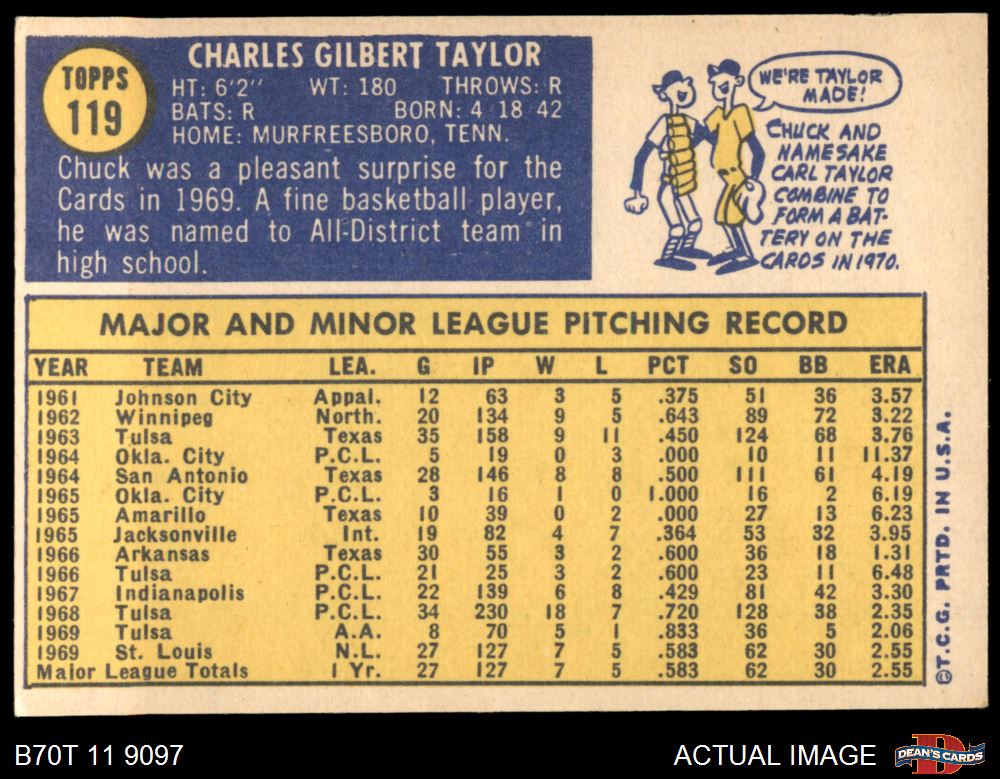 TOPPS
119
CHARLES GILBERT TAYLOR
HT: 6'2" WT: 180 THROWS: R
BATS: R BORN: 4 18 42
HOME: MURFREESBORO, TENN.
Chuck was a pleasant surprise for the
Cards in 1969. A fine basketball player,
he was named to All-District team in
high school.
WE'RE TAYLOR
MADE!
CHUCK AND
NAMESAKE
CARL TAYLOR
COMBINE TO
FORM A BAT-
TERY ON THE
CARDS IN 1970.
MAJOR AND MINOR LEAGUE PITCHING RECORD
YEAR TEAM LEA. G IP W L PCT SO BB ERA
1961 Johnson City Appal. 12 63 3 5 .375 51 36 3.57
1962 Winnipeg North. 20 134 9 5 .643 89 72 3.22
1963 Tulsa Texas 35 158 9 11 .450 124 68 3.76
1964 Okla. City P.C.L. 5 19 0 3 .000 10 11 11.37
1964 San Antonio Texas 28 146 8 8 .500 111 61 4.19
1965 Okla. City P.C.L. 3 16 1 0 1.000 16 2 6.19
1965 Amarillo Texas 10 39 0 2 .000 27 13 6.23
1965 Jacksonville Int. 19 82 4 7 .364 53 32 3.95
1966 Arkansas Texas 30 55 3 2 .600 36 18 1.31
1966 Tulsa P.C.L. 21 25 3 2 .600 23 11 6.48
1967 Indianapolis P.C.L. 22 139 6 8 .429 81 42 3.30
1968 Tulsa P.C.L. 34 230 18 7 .720 128 38 2.35
1969 Tulsa A.A. 8 70 5 1 .833 36 5 2.06
1969 St. Louis N.L. 27 127 7 5 .583 62 30 2.55
Major League Totals 1 Yr. 27 127 7 5 .583 62 30 2.55
©T.C.G. PRTD. IN U.S.A.
B70T 11 9097
ACTUAL IMAGE
DEAN'S CARDS